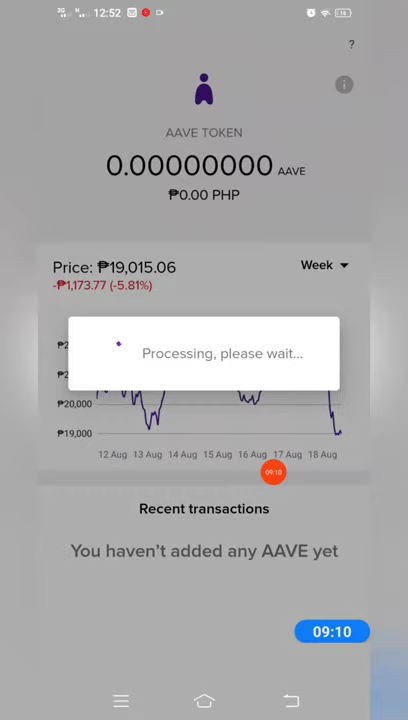 3G N 12:52 16
?
i
AAVE TOKEN
0.00000000 AAVE
₱0.00 PHP
Price: ₱19,015.06 Week
-₱1,173.77 (-5.81%)
Processing, please wait...
₱20,000
₱19,000
12 Aug 13 Aug 14 Aug 15 Aug 16 Aug 17 Aug 18 Aug
09:10
Recent transactions
You haven't added any AAVE yet
09:10